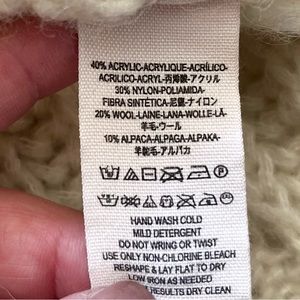 40% ACRYLIC-ACRYLIQUE-ACRÍLICO-
ACRILICO-ACRYL-丙烯酸-アクリル
30% NYLON-POLIAMIDA-
FIBRA SINTÉTICA-尼龍-ナイロン
20% WOOL-LAINE-LANA-WOLLE-LÃ-
羊毛-ウール
10% ALPACA-ALPAGA-ALPAKA-
羊駝毛-アルパカ
HAND WASH COLD
MILD DETERGENT
DO NOT WRING OR TWIST
USE ONLY NON-CHLORINE BLEACH
RESHAPE & LAY FLAT TO DRY
LOW IRON AS NEEDED
RESULTS DRY CLEAN